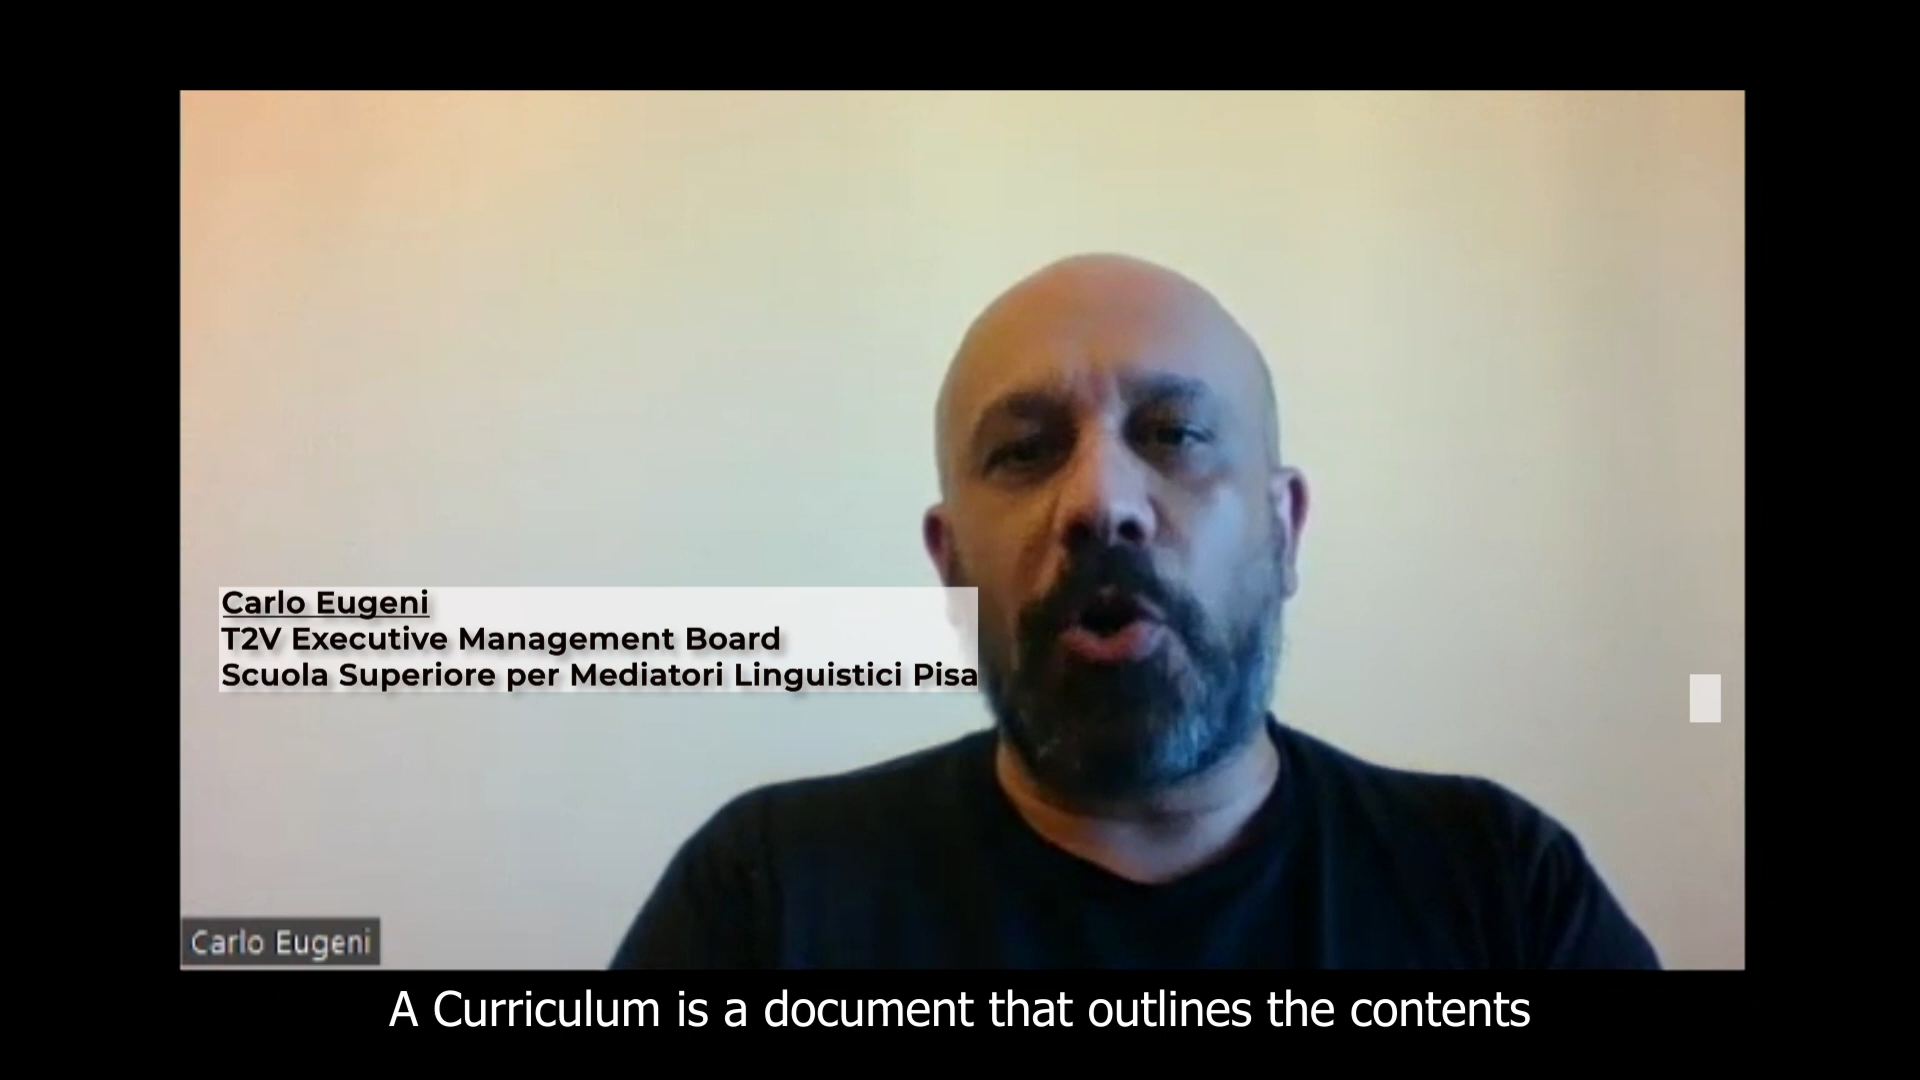 Carlo Eugeni
T2V Executive Management Board
Scuola Superiore per Mediatori Linguistici Pisa
Carlo Eugeni
A Curriculum is a document that outlines the contents